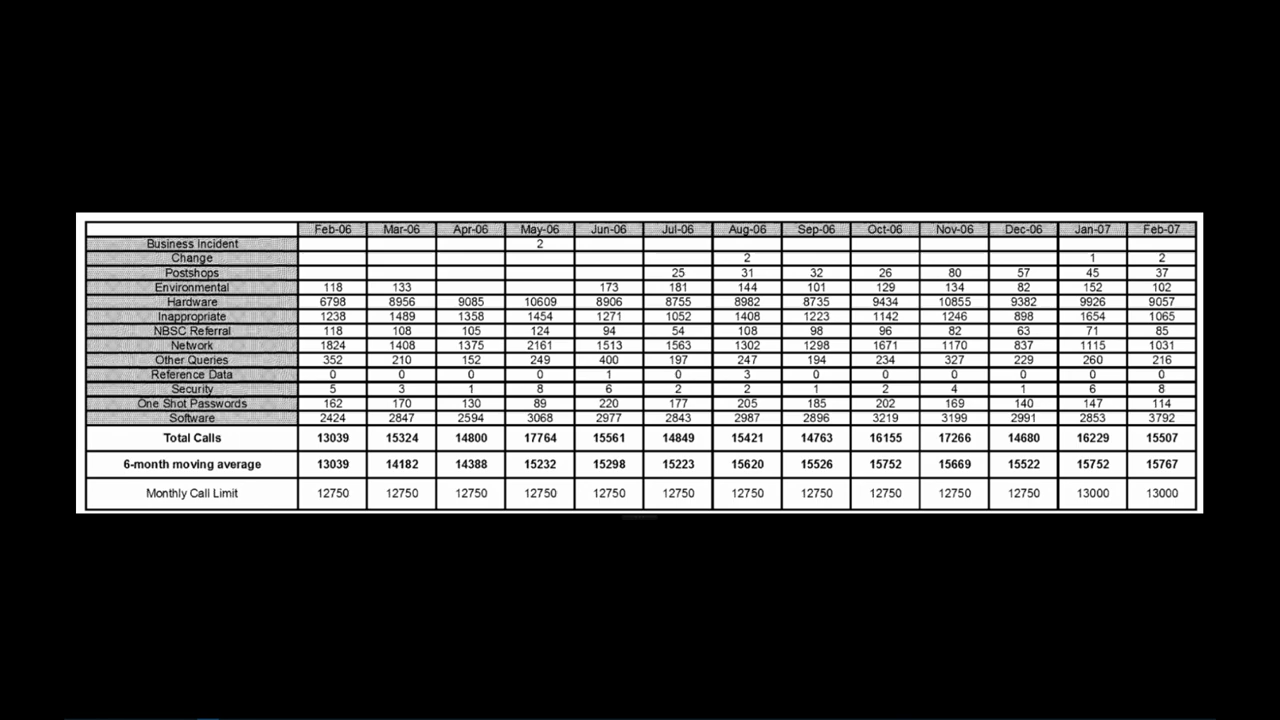 Feb-06 Mar-06 Apr-06 May-06 Jun-06 Jul-06 Aug-06 Sep-06 Oct-06 Nov-06 Dec-06 Jan-07 Feb-07
Business Incident 2
Change 2 1 2
Postshops 25 31 32 26 80 57 45 37
Environmental 118 133 173 181 144 101 129 134 82 152 102
Hardware 6798 8956 9085 10609 8906 8755 8982 8735 9434 10855 9382 9926 9057
Inappropriate 1238 1489 1358 1454 1271 1052 1408 1223 1142 1246 898 1654 1065
NBSC Referral 118 108 105 124 94 54 108 98 96 82 63 71 85
Network 1824 1408 1375 2161 1513 1563 1302 1298 1671 1170 837 1115 1031
Other Queries 352 210 152 249 400 197 247 194 234 327 229 260 216
Reference Data 0 0 0 0 1 0 3 0 0 0 0 0 0
Security 5 3 1 8 6 2 2 1 2 4 1 6 8
One Shot Passwords 162 170 130 89 220 177 205 185 202 169 140 147 114
Software 2424 2847 2594 3068 2977 2843 2987 2896 3219 3199 2991 2853 3792
Total Calls 13039 15324 14800 17764 15561 14849 15421 14763 16155 17266 14680 16229 15507
6-month moving average 13039 14182 14388 15232 15298 15223 15620 15526 15752 15669 15522 15752 15767
Monthly Call Limit 12750 12750 12750 12750 12750 12750 12750 12750 12750 12750 12750 13000 13000